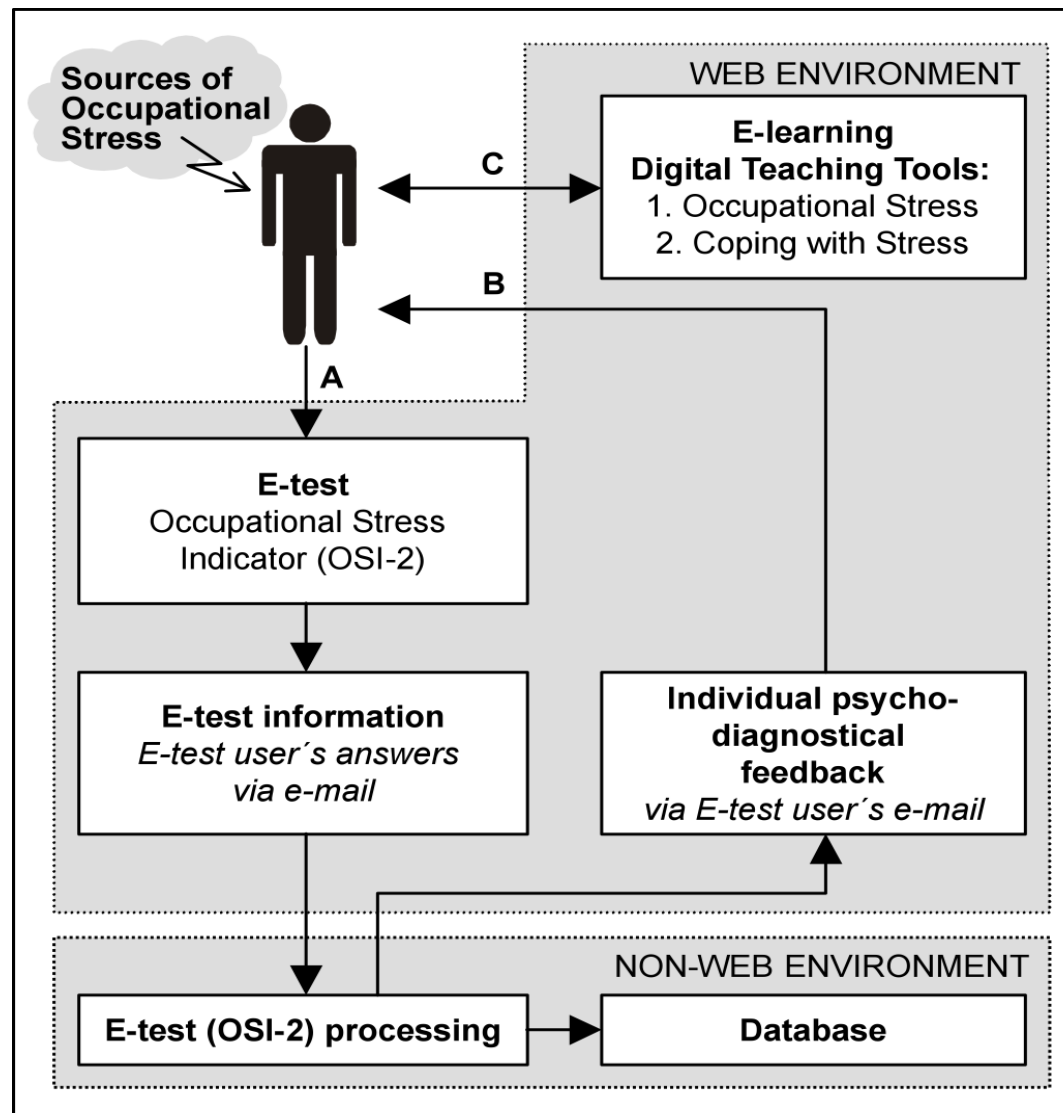 Sources of
Occupational
Stress
WEB ENVIRONMENT
E-learning
Digital Teaching Tools:
1. Occupational Stress
2. Coping with Stress
C
B
A
E-test
Occupational Stress
Indicator (OSI-2)
E-test information
E-test user´s answers
via e-mail
Individual psycho-
diagnostical
feedback
via E-test user´s e-mail
NON-WEB ENVIRONMENT
E-test (OSI-2) processing
Database